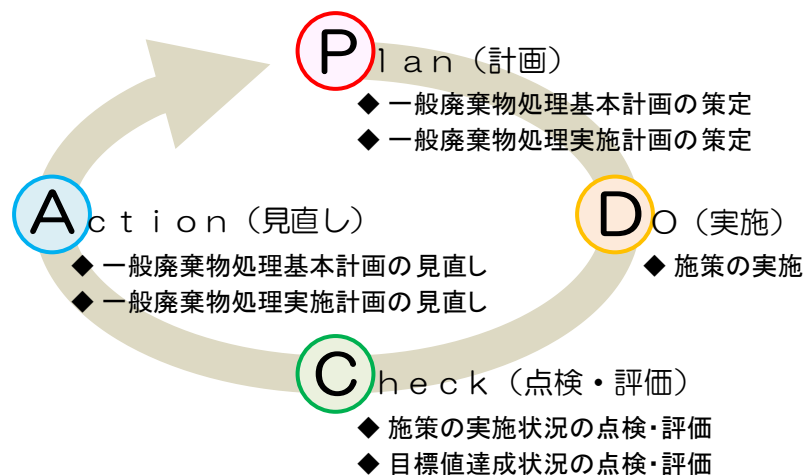 Ｐｌａｎ（計画）
◆ 一般廃棄物処理基本計画の策定
◆ 一般廃棄物処理実施計画の策定
Ｄｏ（実施）
◆ 施策の実施
Ｃｈｅｃｋ（点検・評価）
◆ 施策の実施状況の点検・評価
◆ 目標値達成状況の点検・評価
Ａｃｔｉｏｎ（見直し）
◆ 一般廃棄物処理基本計画の見直し
◆ 一般廃棄物処理実施計画の見直し